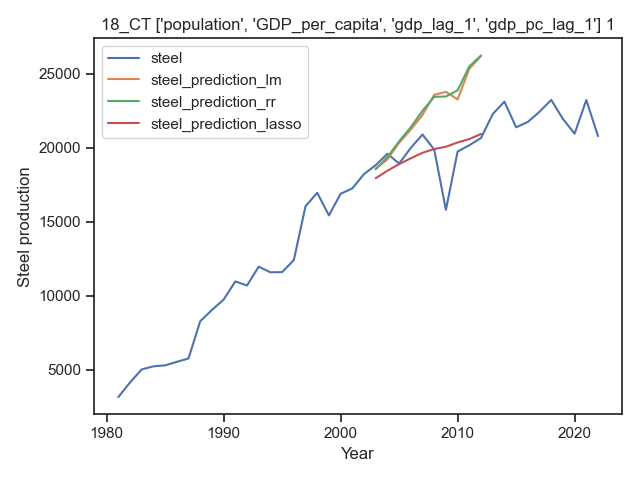 18_CT ['population', 'GDP_per_capita', 'gdp_lag_1', 'gdp_pc_lag_1'] 1
steel
steel_prediction_lm
steel_prediction_rr
steel_prediction_lasso
Steel production
25000
20000
15000
10000
5000
1980 1990 2000 2010 2020
Year